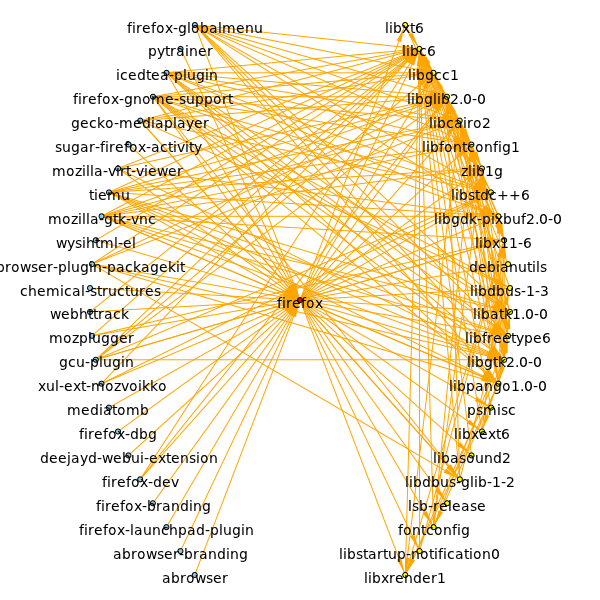 firefox-globalmenu
pytrainer
icedtea-plugin
firefox-gnome-support
gecko-mediaplayer
sugar-firefox-activity
mozilla-virt-viewer
tiemu
mozilla-gtk-vnc
wysihtml-el
browser-plugin-packagekit
chemical-structures
webhttrack
mozplugger
gcu-plugin
xul-ext-mozvoikko
mediatomb
firefox-dbg
deejayd-webui-extension
firefox-dev
firefox-branding
firefox-launchpad-plugin
abrowser-branding
abrowser
firefox
libxt6
libc6
libgcc1
libglib2.0-0
libcairo2
libfontconfig1
zlib1g
libstdc++6
libgdk-pixbuf2.0-0
libx11-6
debianutils
libdbus-1-3
libatk1.0-0
libfreetype6
libgtk2.0-0
libpango1.0-0
psmisc
libxext6
libasound2
libdbus-glib-1-2
lsb-release
fontconfig
libstartup-notification0
libxrender1